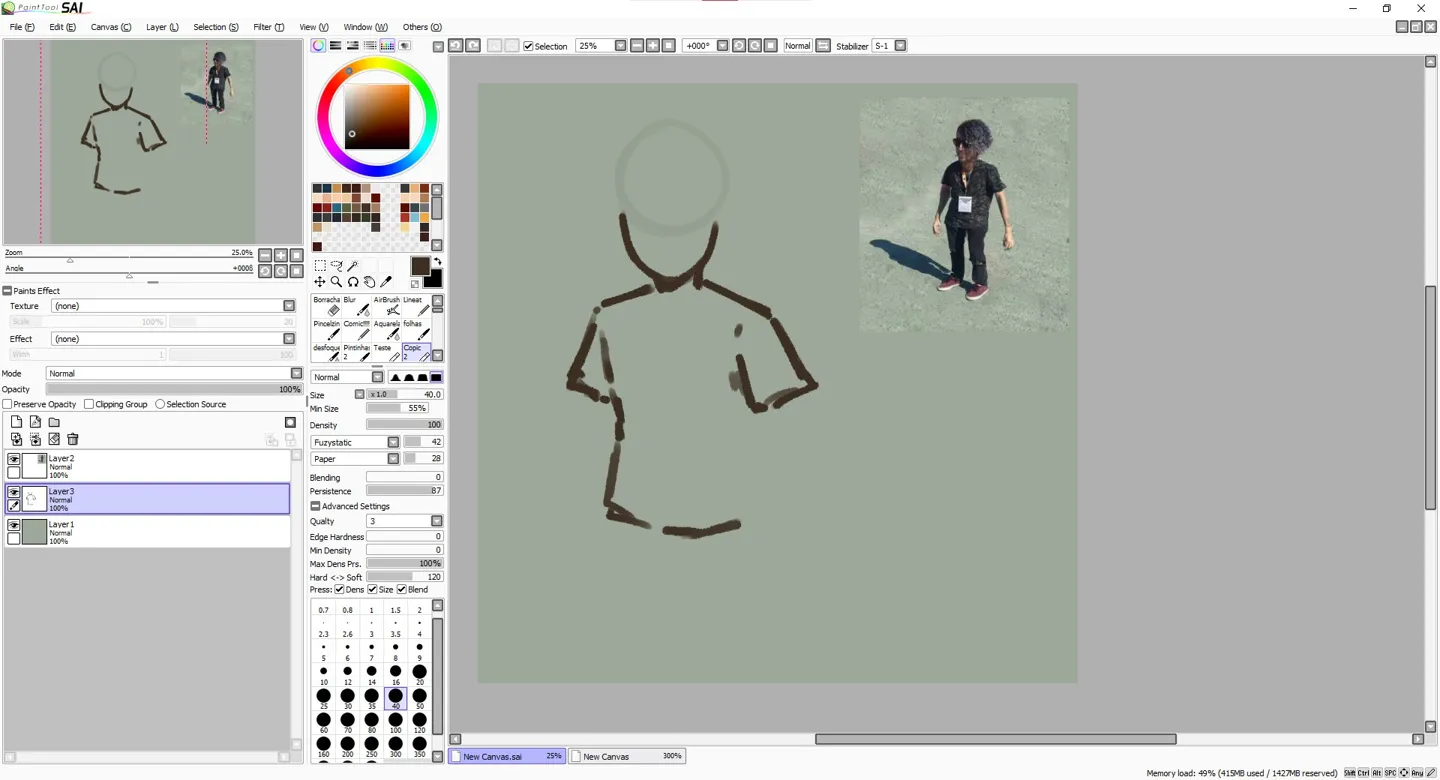 PaintTool SAI
File (F) Edit (E) Canvas (C) Layer (L) Selection (S) Filter (T) View (V) Window (W) Others (O)
Selection 25% +000° Normal Stabilizer S-1
Zoom 25.0%
Angle +000B
Paints Effect
Texture (none)
Scale 100% 20
Effect (none)
Width 1 100
Mode Normal
Opacity 100%
Preserve Opacity Clipping Group Selection Source
Layer2
Normal
100%
Layer3
Normal
100%
Layer1
Normal
100%
Borracha Blur AirBrush Lineat
Pincelzin Comic!!!! Aquarela folhas
desfoque Pintinhas 2 Teste Copic 2
Normal
Size x 1.0 40.0
Min Size 55%
Density 100
Fuzystatic 42
Paper 28
Blending 0
Persistence 87
Advanced Settings
Quality 3
Edge Hardness 0
Min Density 0
Max Dens Prs. 100%
Hard <-> Soft 120
Press: Dens Size Blend
0.7 0.8 1 1.5 2
2.3 2.6 3 3.5 4
5 6 7 8 9
10 12 14 16 20
25 30 35 40 50
60 70 80 100 120
160 200 250 300 350
New Canvas.sai 25% New Canvas 300%
Memory load: 49% (415MB used / 1427MB reserved) Shft Ctrl Alt SPC Any